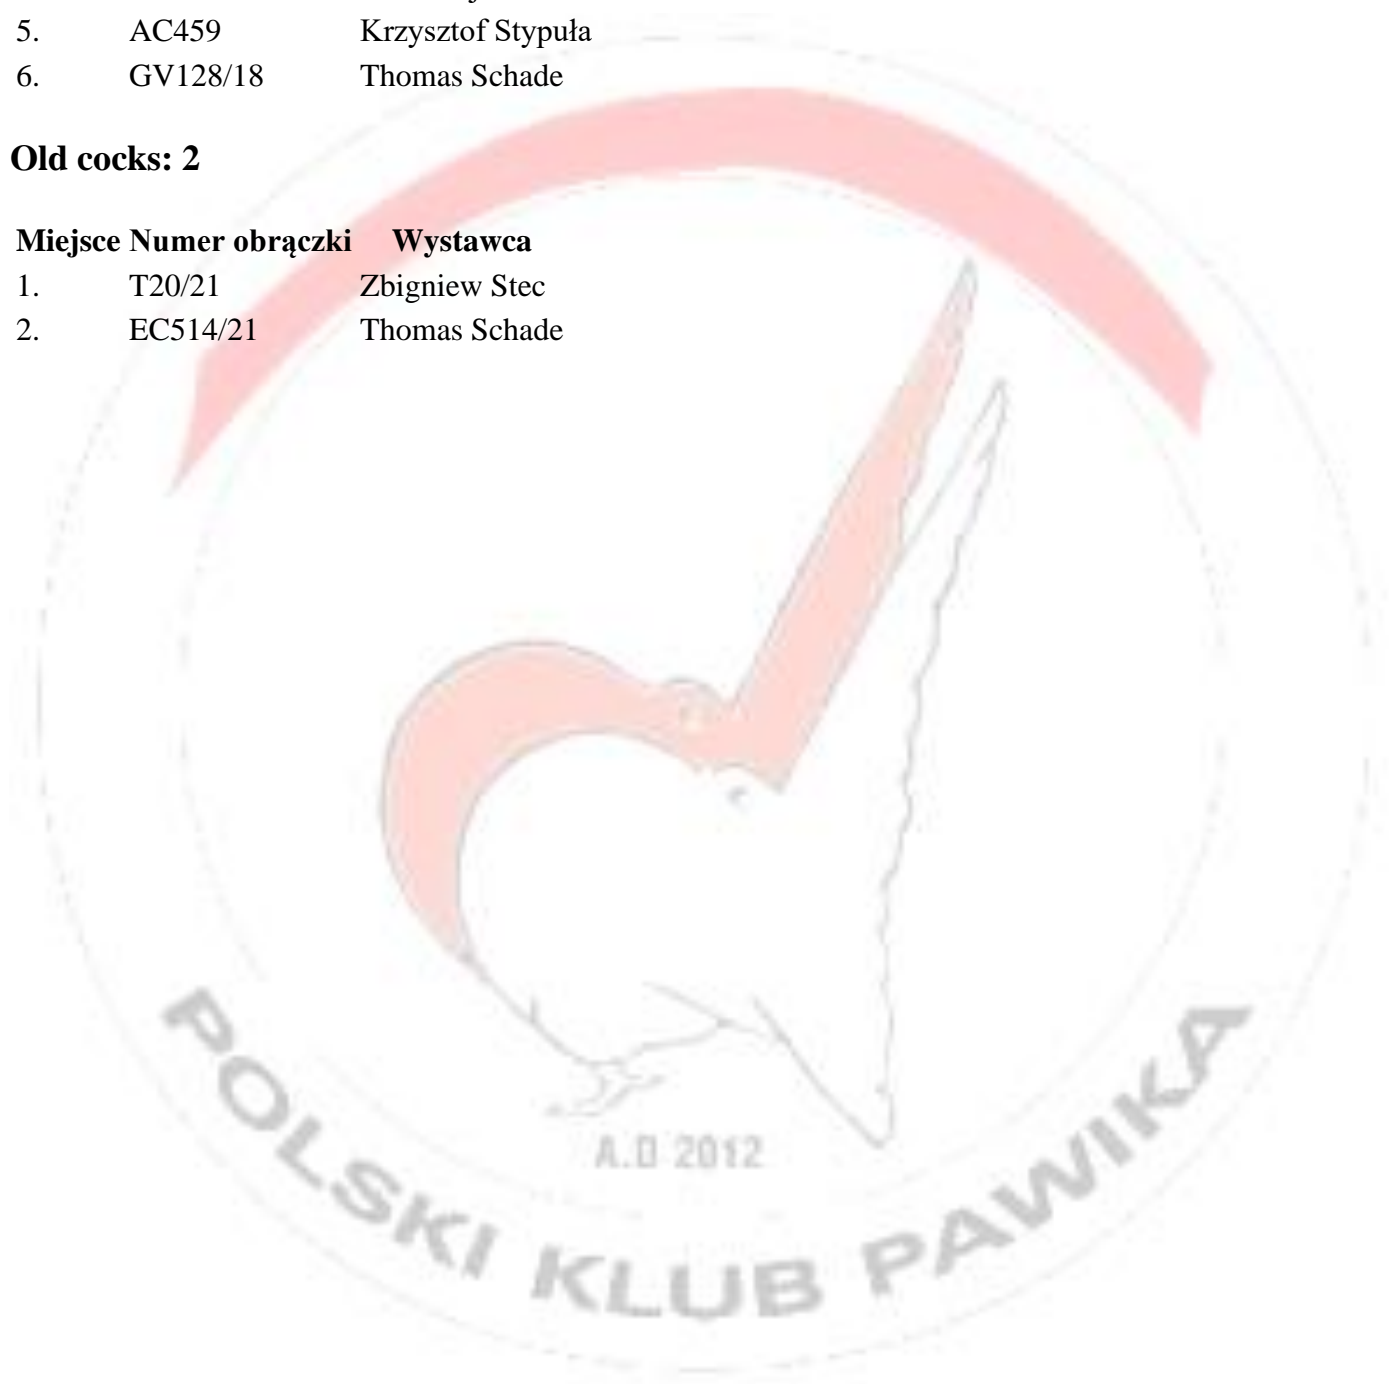 5. AC459 Krzysztof Stypuła
6. GV128/18 Thomas Schade
Old cocks: 2
Miejsce Numer obrączki Wystawca
1. T20/21 Zbigniew Stec
2. EC514/21 Thomas Schade
A.D 2012
POLSKI KLUB PAWIKA